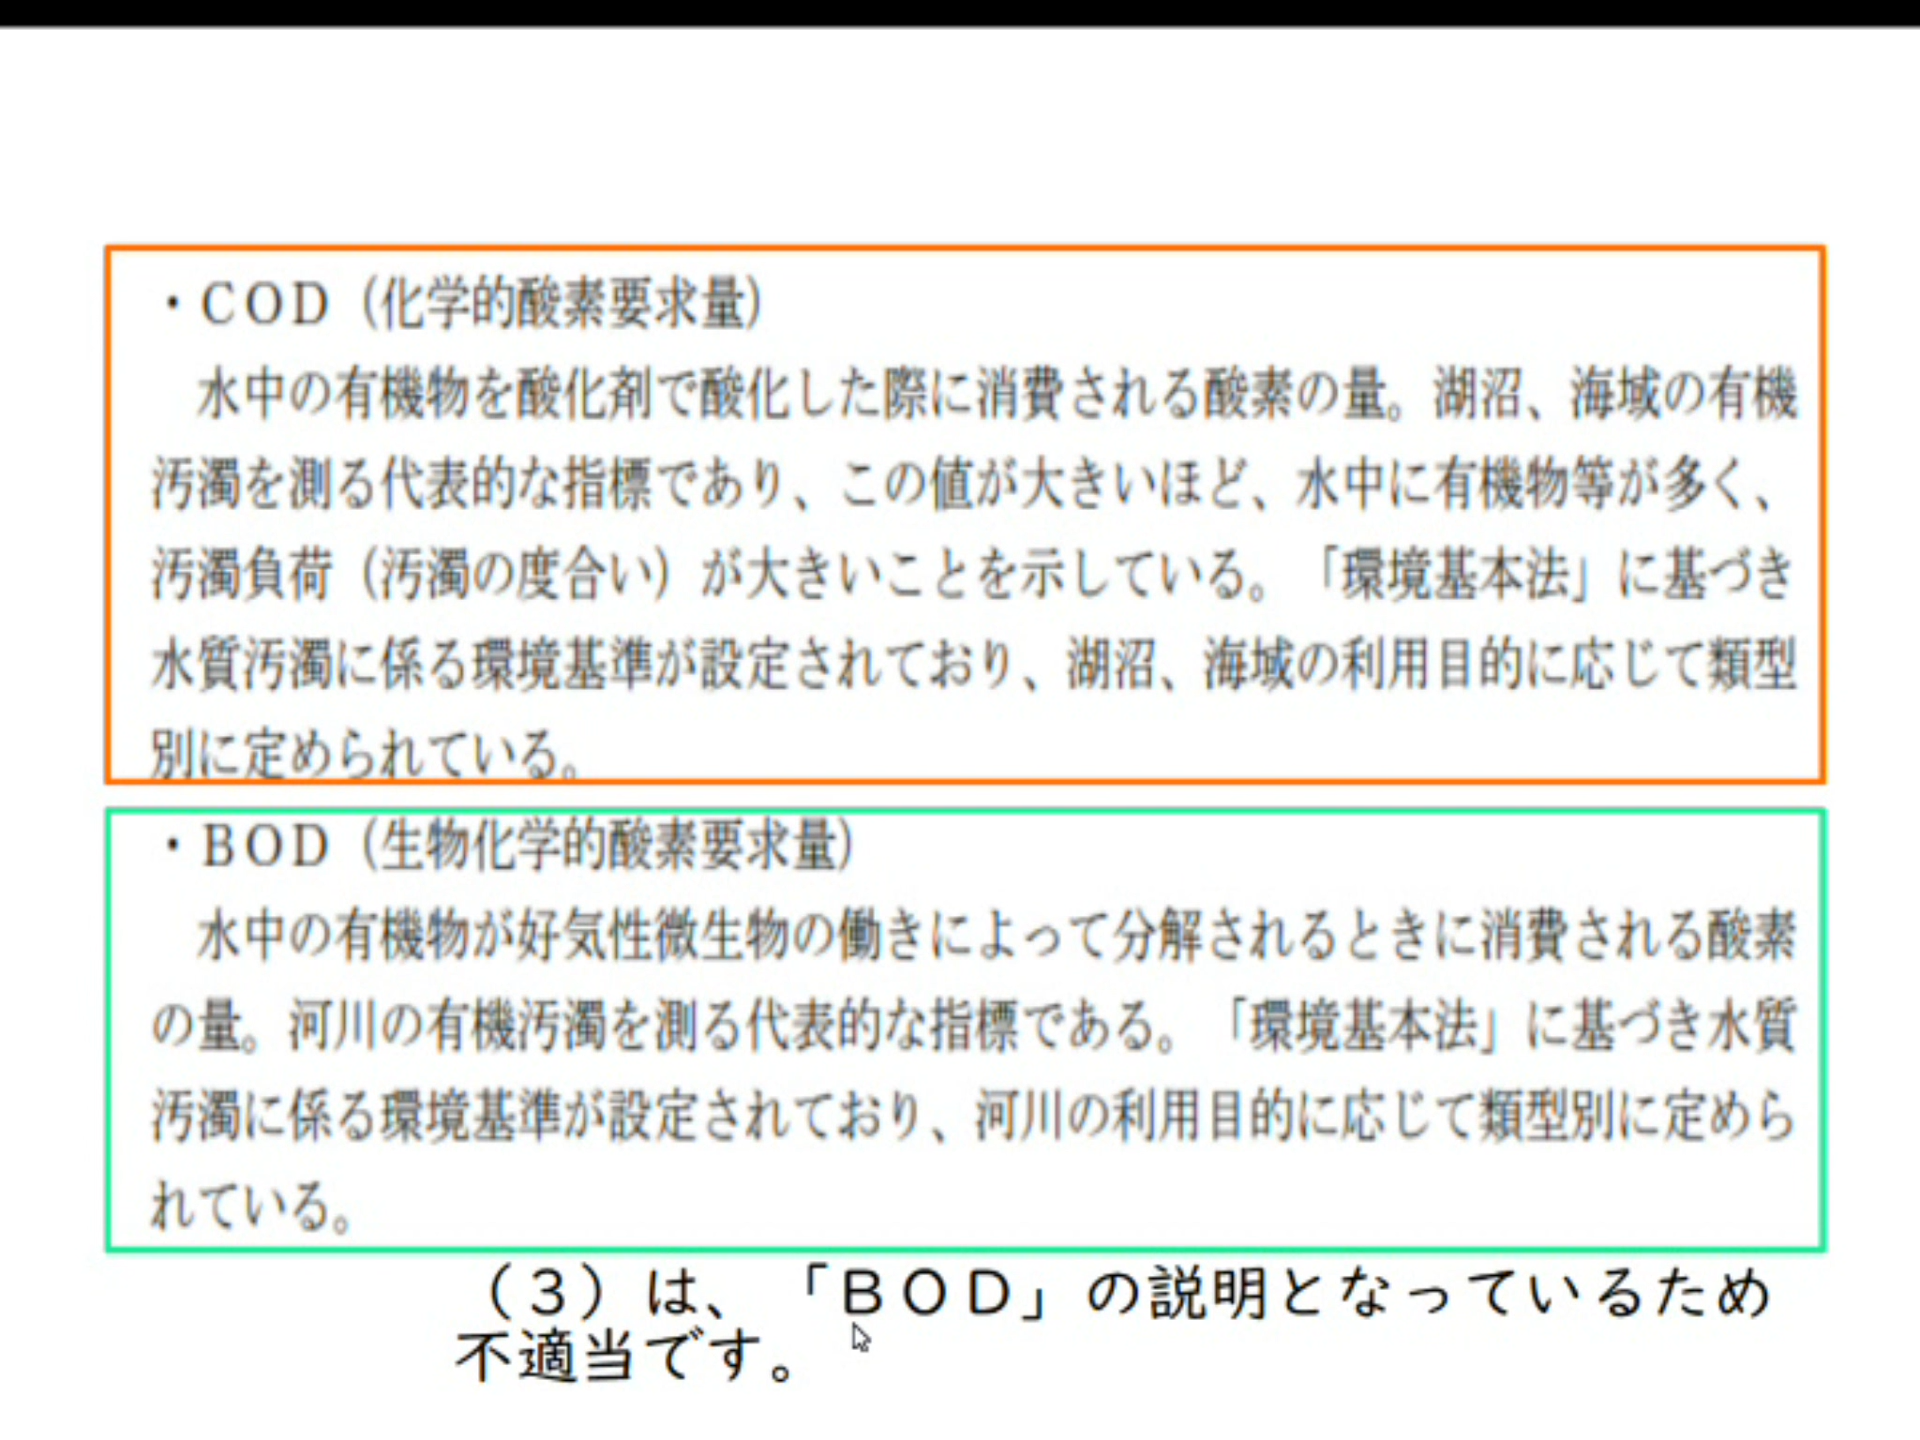 ・COD（化学的酸素要求量）
水中の有機物を酸化剤で酸化した際に消費される酸素の量。湖沼、海域の有機
汚濁を測る代表的な指標であり、この値が大きいほど、水中に有機物等が多く、
汚濁負荷（汚濁の度合い）が大きいことを示している。「環境基本法」に基づき
水質汚濁に係る環境基準が設定されており、湖沼、海域の利用目的に応じて類型
別に定められている。
・BOD（生物化学的酸素要求量）
水中の有機物が好気性微生物の働きによって分解されるときに消費される酸素
の量。河川の有機汚濁を測る代表的な指標である。「環境基本法」に基づき水質
汚濁に係る環境基準が設定されており、河川の利用目的に応じて類型別に定めら
れている。
（３）は、「ＢＯＤ」の説明となっているため
不適当です。